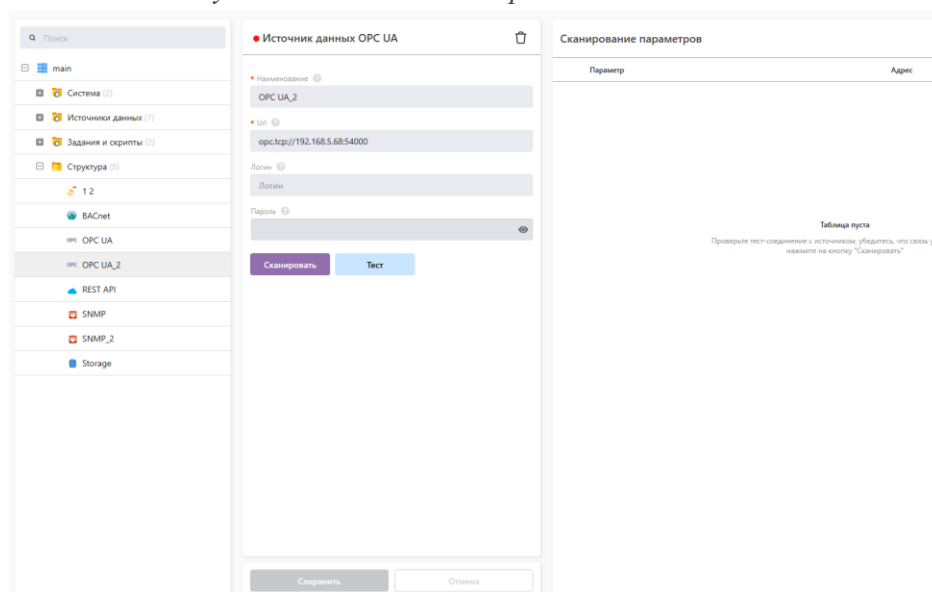 Поиск
main
Система (2)
Источники данных (7)
Задания и скрипты (2)
Структура (8)
1 2
BACnet
OPC OPC UA
OPC OPC UA_2
REST API
SNMP
SNMP_2
Storage
Источник данных OPC UA
* Наименование ?
OPC UA_2
* Url ?
opc.tcp://192.168.5.68:54000
Логин ?
Логин
Пароль ?
Сканировать Тест
Сохранить Отмена
Сканирование параметров
Параметр Адрес
Таблица пуста
Проверьте тест-соединение с источником, убедитесь, что связь
нажмите на кнопку "Сканировать"